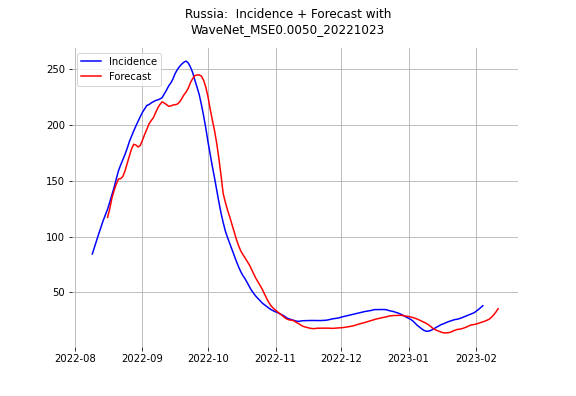 Russia:  Incidence + Forecast with
WaveNet_MSE0.0050_20221023
Incidence
Forecast
250
200
150
100
50
2022-08 2022-09 2022-10 2022-11 2022-12 2023-01 2023-02